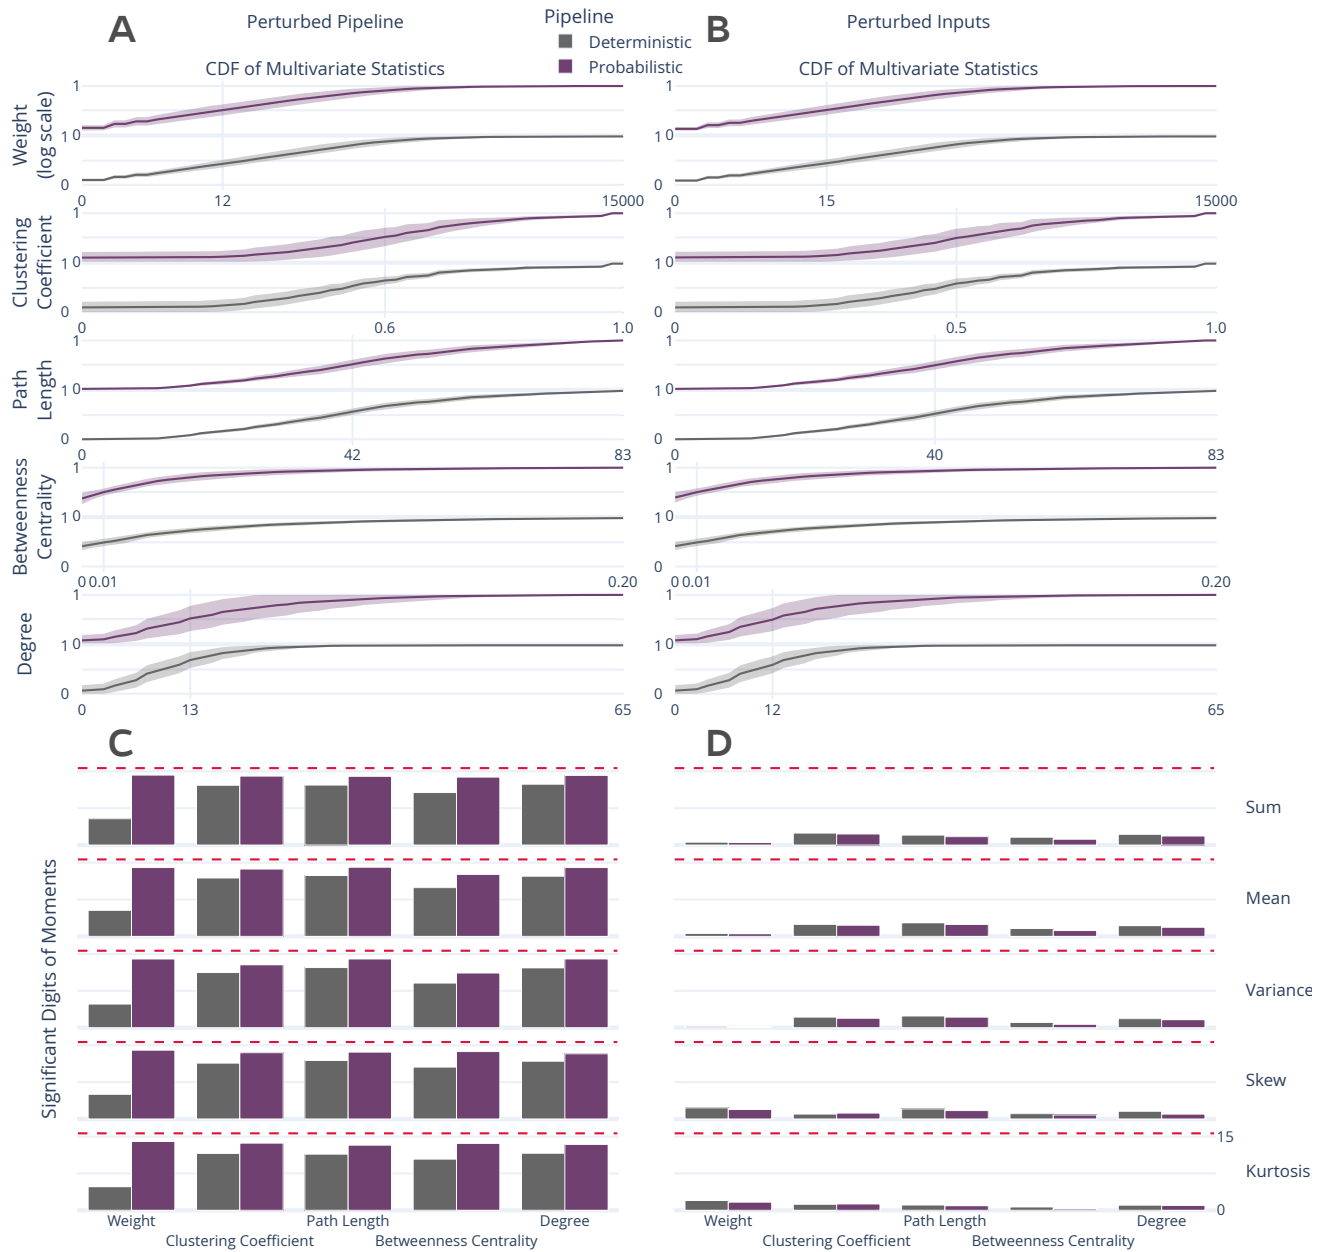 A
Perturbed Pipeline
Pipeline
Deterministic
Probabilistic
B
Perturbed Inputs
CDF of Multivariate Statistics
CDF of Multivariate Statistics
Weight
(log scale)
1
1 0
0
0 12 15000
1
1 0
0
0 15 15000
Clustering
Coefficient
1
1 0
0
0 0.6 1.0
1
1 0
0
0 0.5 1.0
Path
Length
1
1 0
0
0 42 83
1
1 0
0
0 40 83
Betweenness
Centrality
1
1 0
0
0 0.01 0.20
1
1 0
0
0 0.01 0.20
Degree
1
1 0
0
0 13 65
1
1 0
0
0 12 65
C
D
Significant Digits of Moments
Sum
Mean
Variance
Skew
15
Kurtosis
0
Weight Path Length Degree
Clustering Coefficient Betweenness Centrality
Weight Path Length Degree
Clustering Coefficient Betweenness Centrality